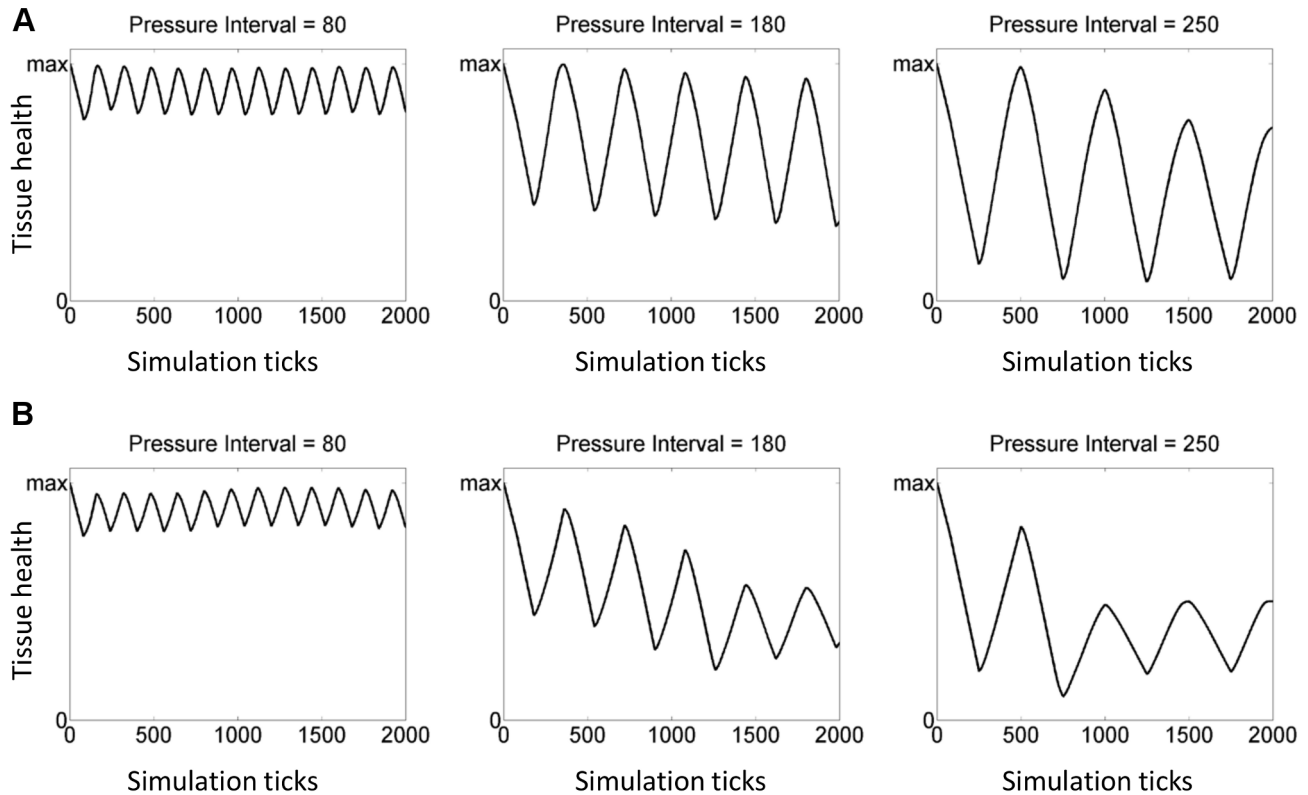 A
Pressure Interval = 80
Pressure Interval = 180
Pressure Interval = 250
Tissue health
max
0
0 500 1000 1500 2000
Simulation ticks
max
0
0 500 1000 1500 2000
Simulation ticks
max
0
0 500 1000 1500 2000
Simulation ticks
B
Pressure Interval = 80
Pressure Interval = 180
Pressure Interval = 250
Tissue health
max
0
0 500 1000 1500 2000
Simulation ticks
max
0
0 500 1000 1500 2000
Simulation ticks
max
0
0 500 1000 1500 2000
Simulation ticks